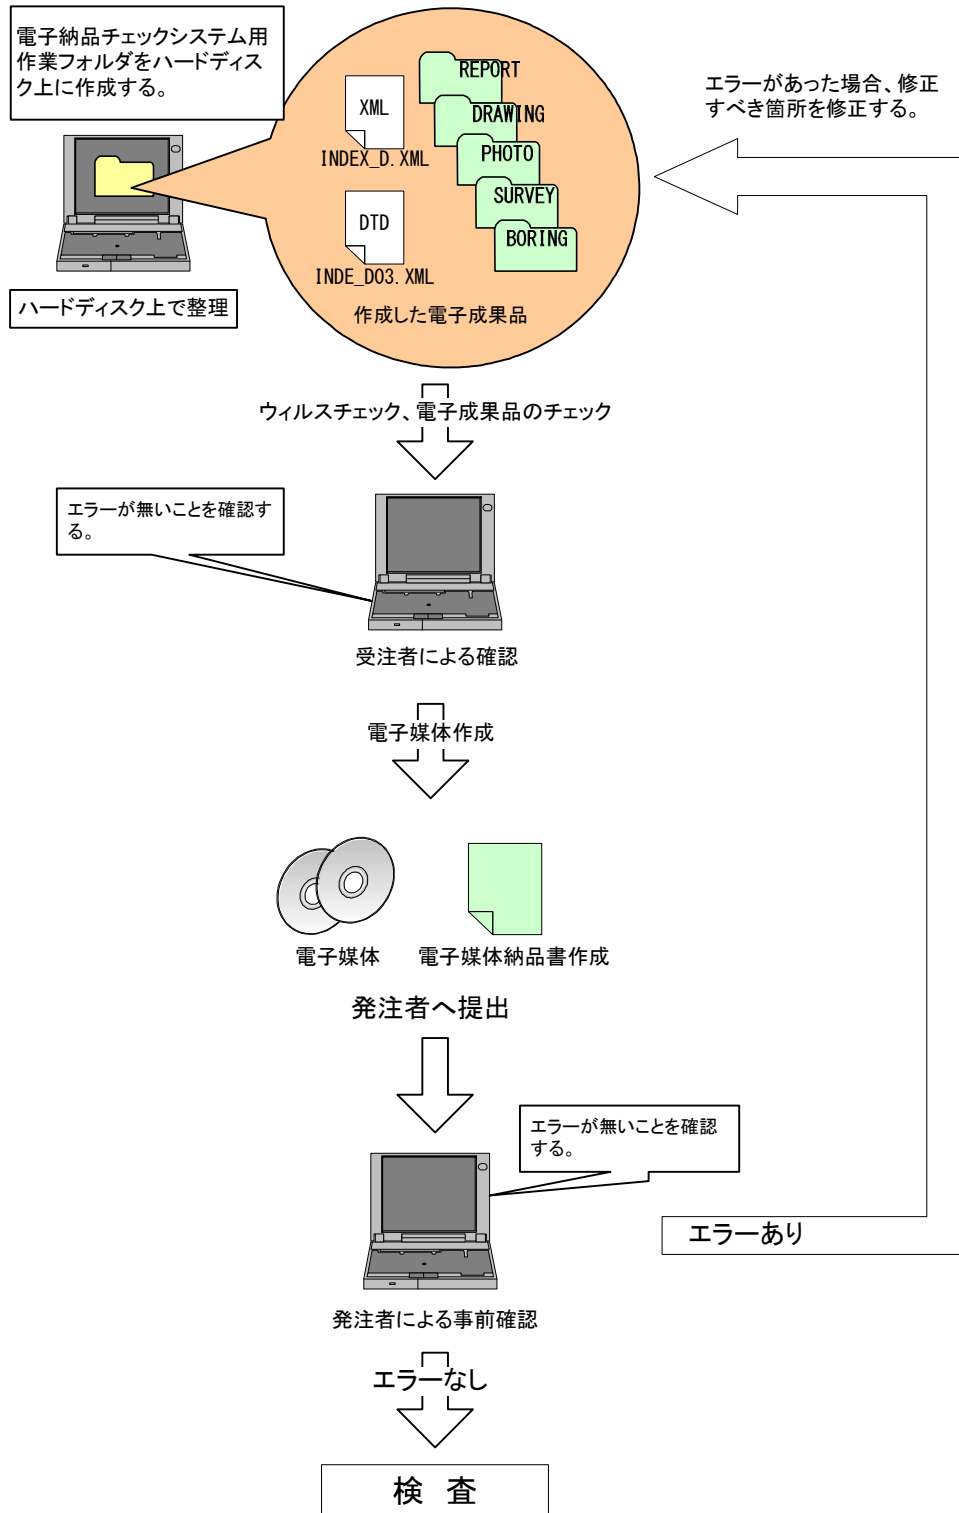 電子納品チェックシステム用
作業フォルダをハードディス
ク上に作成する。
REPORT
XML
DRAWING
INDEX_D.XML
PHOTO
SURVEY
DTD
BORING
INDE_D03.XML
作成した電子成果品
ハードディスク上で整理
エラーがあった場合、修正
すべき箇所を修正する。
ウィルスチェック、電子成果品のチェック
エラーが無いことを確認す
る。
受注者による確認
電子媒体作成
電子媒体
電子媒体納品書作成
発注者へ提出
エラーが無いことを確認
する。
エラーあり
発注者による事前確認
エラーなし
検 査